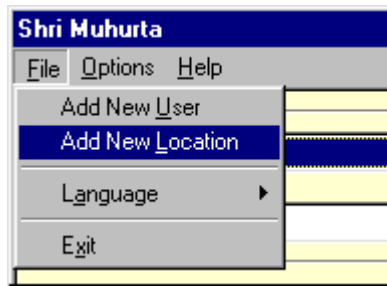 Shri Muhurta
File Options Help
Add New User
Add New Location
Language
Exit